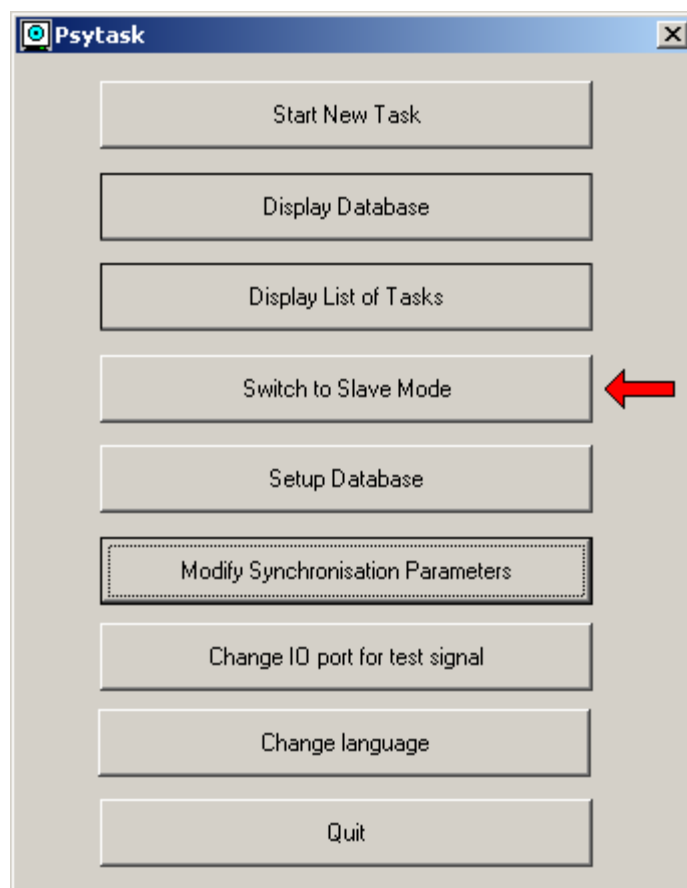 Psytask
Start New Task
Display Database
Display List of Tasks
Switch to Slave Mode
Setup Database
Modify Synchronisation Parameters
Change IO port for test signal
Change language
Quit